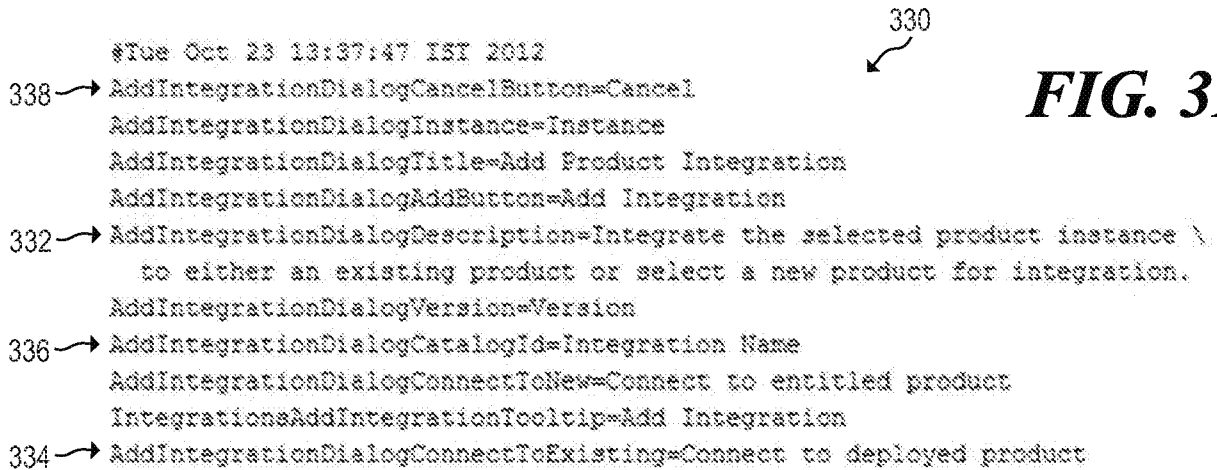 330
#Tue Oct 23 13:37:47 IST 2012
FIG. 3
338 AddIntegrationDialogCancelButton=Cancel
AddIntegrationDialogInstance=Instance
AddIntegrationDialogTitle=Add Product Integration
AddIntegrationDialogAddButton=Add Integration
332 AddIntegrationDialogDescription=Integrate the selected product instance \
to either an existing product or select a new product for integration.
AddIntegrationDialogVersion=Version
336 AddIntegrationDialogCatalogId=Integration Name
AddIntegrationDialogConnectToNew=Connect to entitled product
IntegrationsAddIntegrationTooltip=Add Integration
334 AddIntegrationDialogConnectToExisting=Connect to deployed product